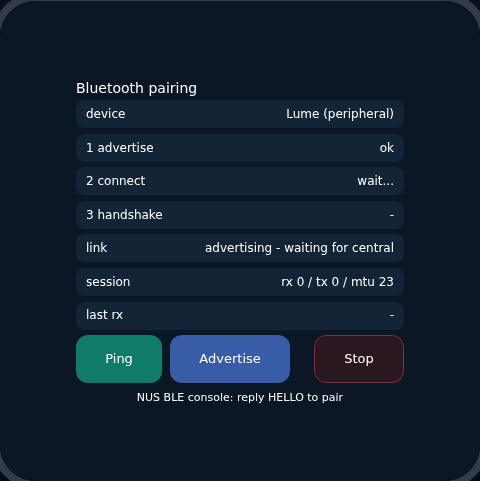 Bluetooth pairing
device Lume (peripheral)
1 advertise ok
2 connect wait...
3 handshake -
link advertising - waiting for central
session rx 0 / tx 0 / mtu 23
last rx -
Ping Advertise Stop
NUS BLE console: reply HELLO to pair